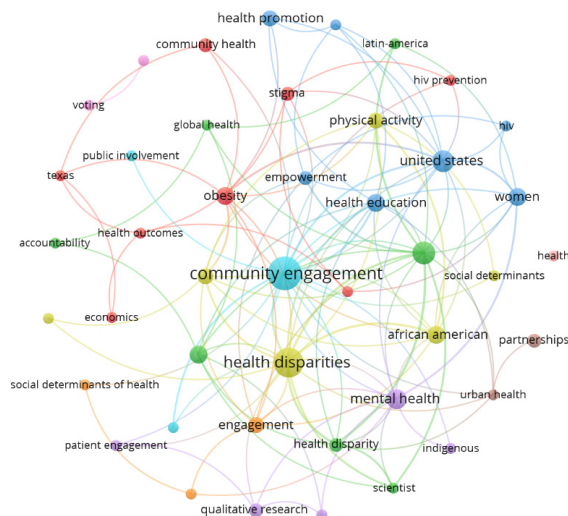 health promotion
latin-america
community health
hiv prevention
stigma
voting
physical activity
global health
hiv
public involvement
united states
texas
empowerment
obesity
women
health education
health outcomes
accountability
health
community engagement
social determinants
economics
african american
partnerships
health disparities
social determinants of health
urban health
mental health
engagement
health disparity
patient engagement
indigenous
scientist
qualitative research